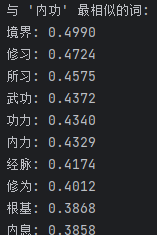 与 '内功' 最相似的词:
境界: 0.4990
修习: 0.4724
所习: 0.4575
武功: 0.4372
功力: 0.4340
内力: 0.4329
经脉: 0.4174
修为: 0.4012
根基: 0.3868
内息: 0.3858